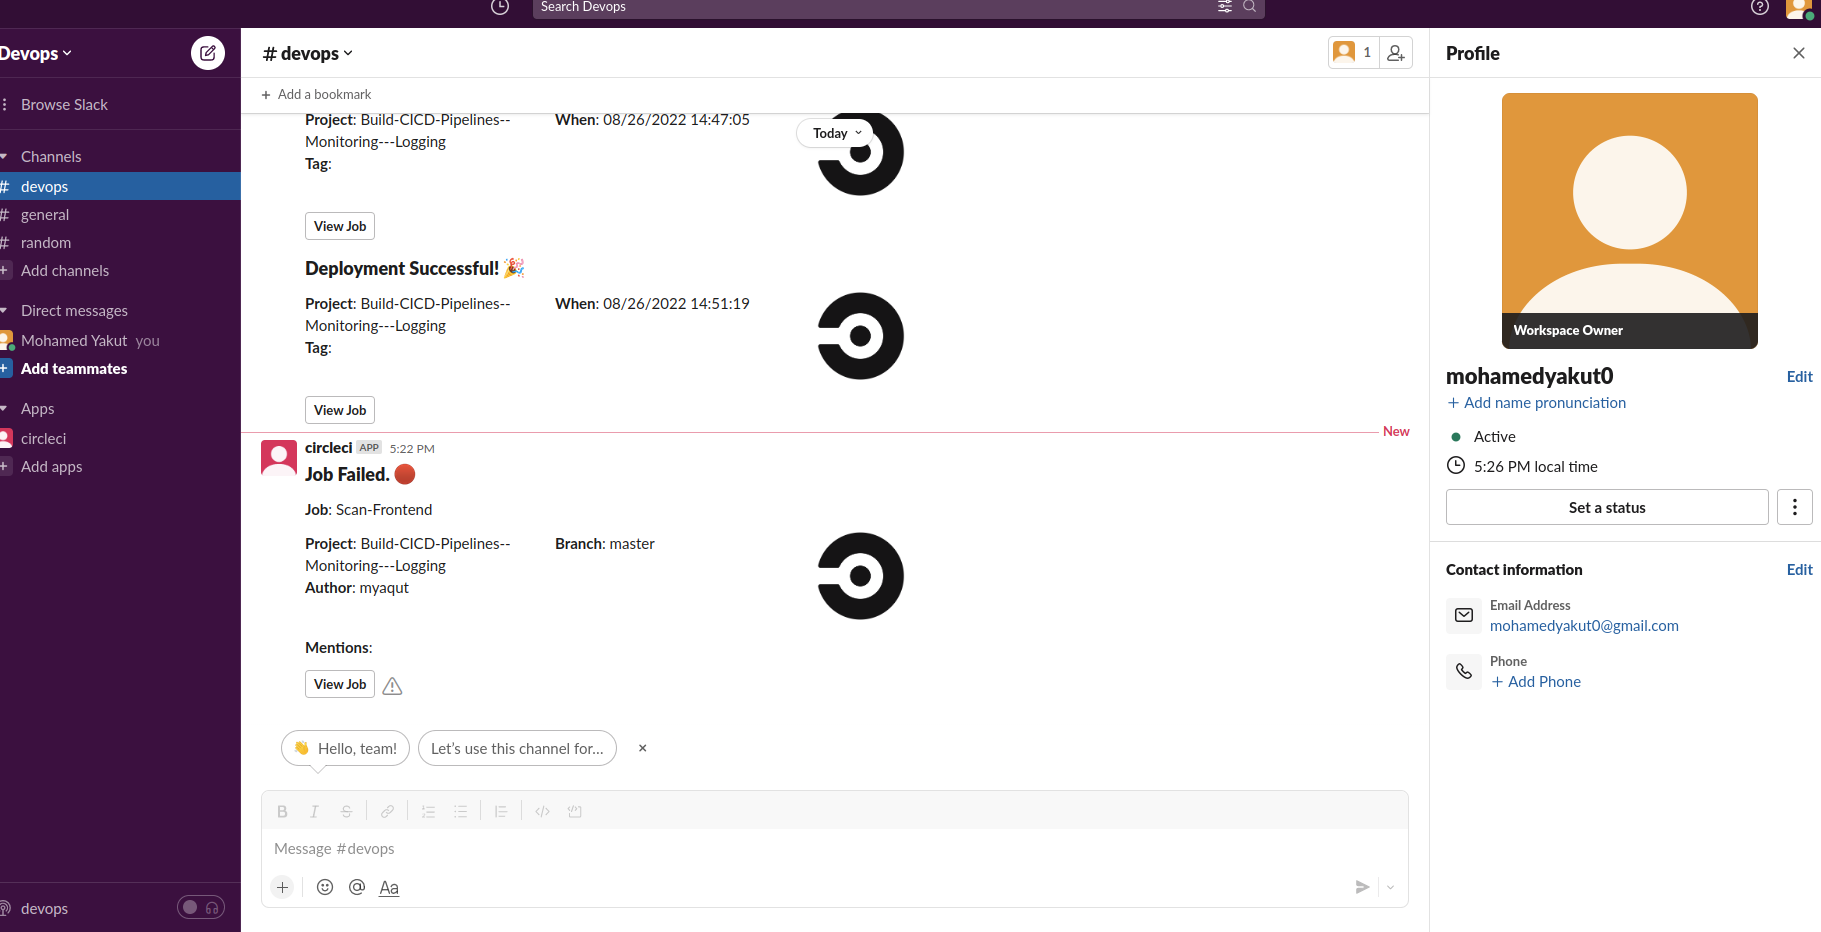 Search Devops
Devops
Browse Slack
Channels
# devops
# general
# random
+ Add channels
Direct messages
Mohamed Yakut you
+ Add teammates
Apps
circleci
+ Add apps
devops
# devops
1
+ Add a bookmark
Today
Project: Build-CICD-Pipelines-- When: 08/26/2022 14:47:05
Monitoring---Logging
Tag:
View Job
Deployment Successful! 🎉
Project: Build-CICD-Pipelines-- When: 08/26/2022 14:51:19
Monitoring---Logging
Tag:
View Job
New
circleci APP 5:22 PM
Job Failed. 🔴
Job: Scan-Frontend
Project: Build-CICD-Pipelines-- Branch: master
Monitoring---Logging
Author: myaqut
Mentions:
View Job
👋 Hello, team! Let's use this channel for... ×
Message #devops
Aa
Profile
Workspace Owner
mohamedyakut0 Edit
+ Add name pronunciation
Active
5:26 PM local time
Set a status
Contact information Edit
Email Address
mohamedyakut0@gmail.com
Phone
+ Add Phone